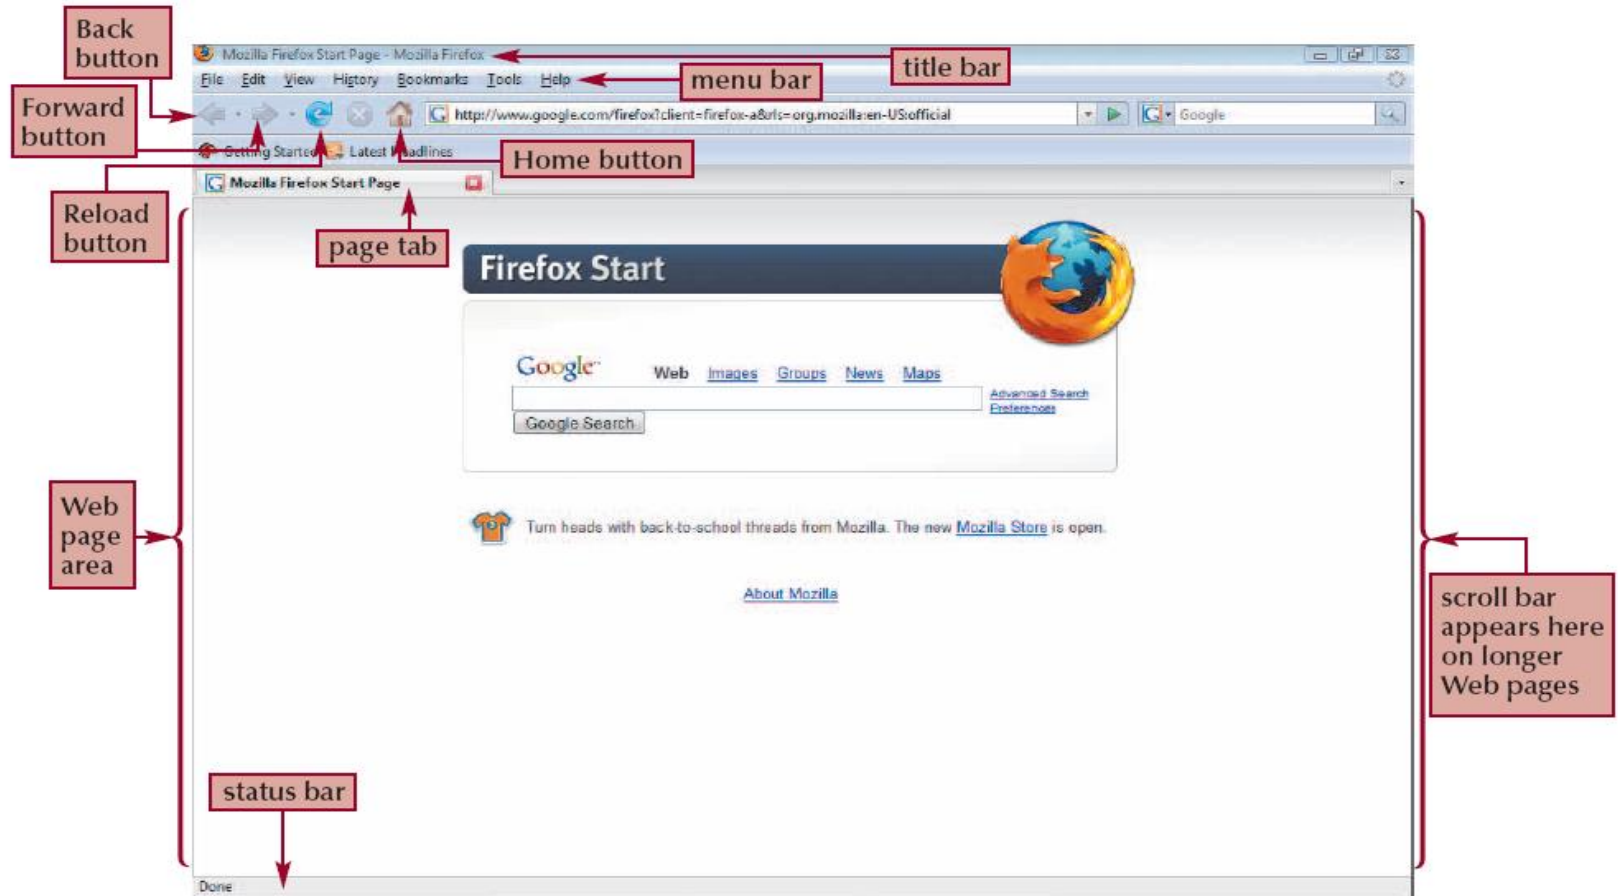 Back
button
Mozilla Firefox Start Page - Mozilla Firefox
title bar
File Edit View History Bookmarks Tools Help
menu bar
Forward
button
http://www.google.com/firefox?client=firefox-a&rls=org.mozilla:en-US:official
Google
Getting Started Latest Headlines
Home button
Mozilla Firefox Start Page
Reload
button
page tab
Firefox Start
Google
Web Images Groups News Maps
Advanced Search
Preferences
Google Search
Web
page
area
Turn heads with back-to-school threads from Mozilla. The new Mozilla Store is open.
About Mozilla
scroll bar
appears here
on longer
Web pages
status bar
Done